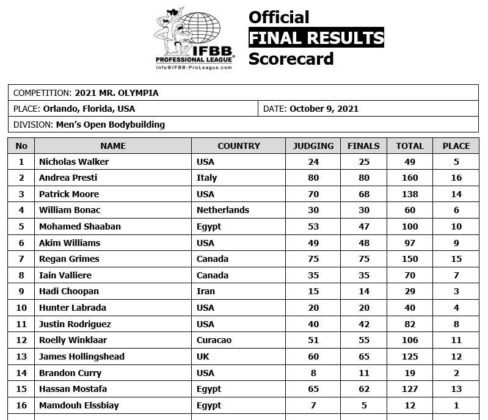 IFBB
PROFESSIONAL LEAGUE
Info@IFBB-ProLeague.com
Official
FINAL RESULTS
Scorecard
COMPETITION: 2021 MR. OLYMPIA
PLACE: Orlando, Florida, USA DATE: October 9, 2021
DIVISION: Men's Open Bodybuilding
No NAME COUNTRY JUDGING FINALS TOTAL PLACE
1 Nicholas Walker USA 24 25 49 5
2 Andrea Presti Italy 80 80 160 16
3 Patrick Moore USA 70 68 138 14
4 William Bonac Netherlands 30 30 60 6
5 Mohamed Shaaban Egypt 53 47 100 10
6 Akim Williams USA 49 48 97 9
7 Regan Grimes Canada 75 75 150 15
8 Iain Valliere Canada 35 35 70 7
9 Hadi Choopan Iran 15 14 29 3
10 Hunter Labrada USA 20 20 40 4
11 Justin Rodriguez USA 40 42 82 8
12 Roelly Winklaar Curacao 51 55 106 11
13 James Hollingshead UK 60 65 125 12
14 Brandon Curry USA 8 11 19 2
15 Hassan Mostafa Egypt 65 62 127 13
16 Mamdouh Elssbiay Egypt 7 5 12 1